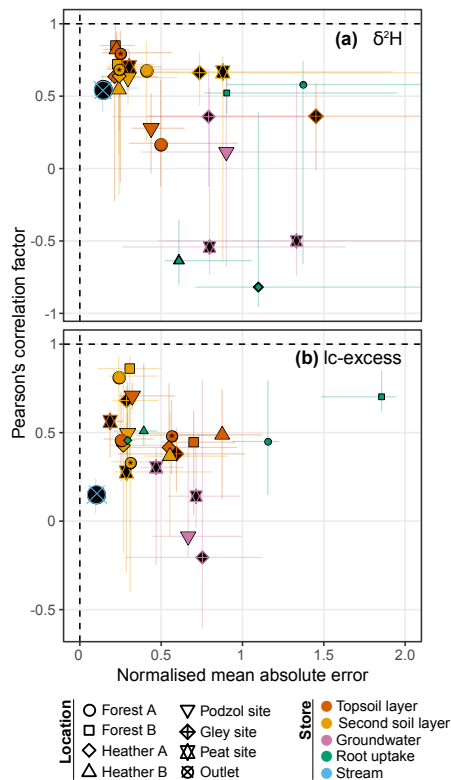 (a) δ²H
1
0.5
0
-0.5
-1
Pearson's correlation factor
(b) lc-excess
1.0
0.5
0
-0.5
0
0.5
1.0
1.5
2.0
Normalised mean absolute error
Location
Forest A
Forest B
Heather A
Heather B
Podzol site
Gley site
Peat site
Outlet
Store
Topsoil layer
Second soil layer
Groundwater
Root uptake
Stream